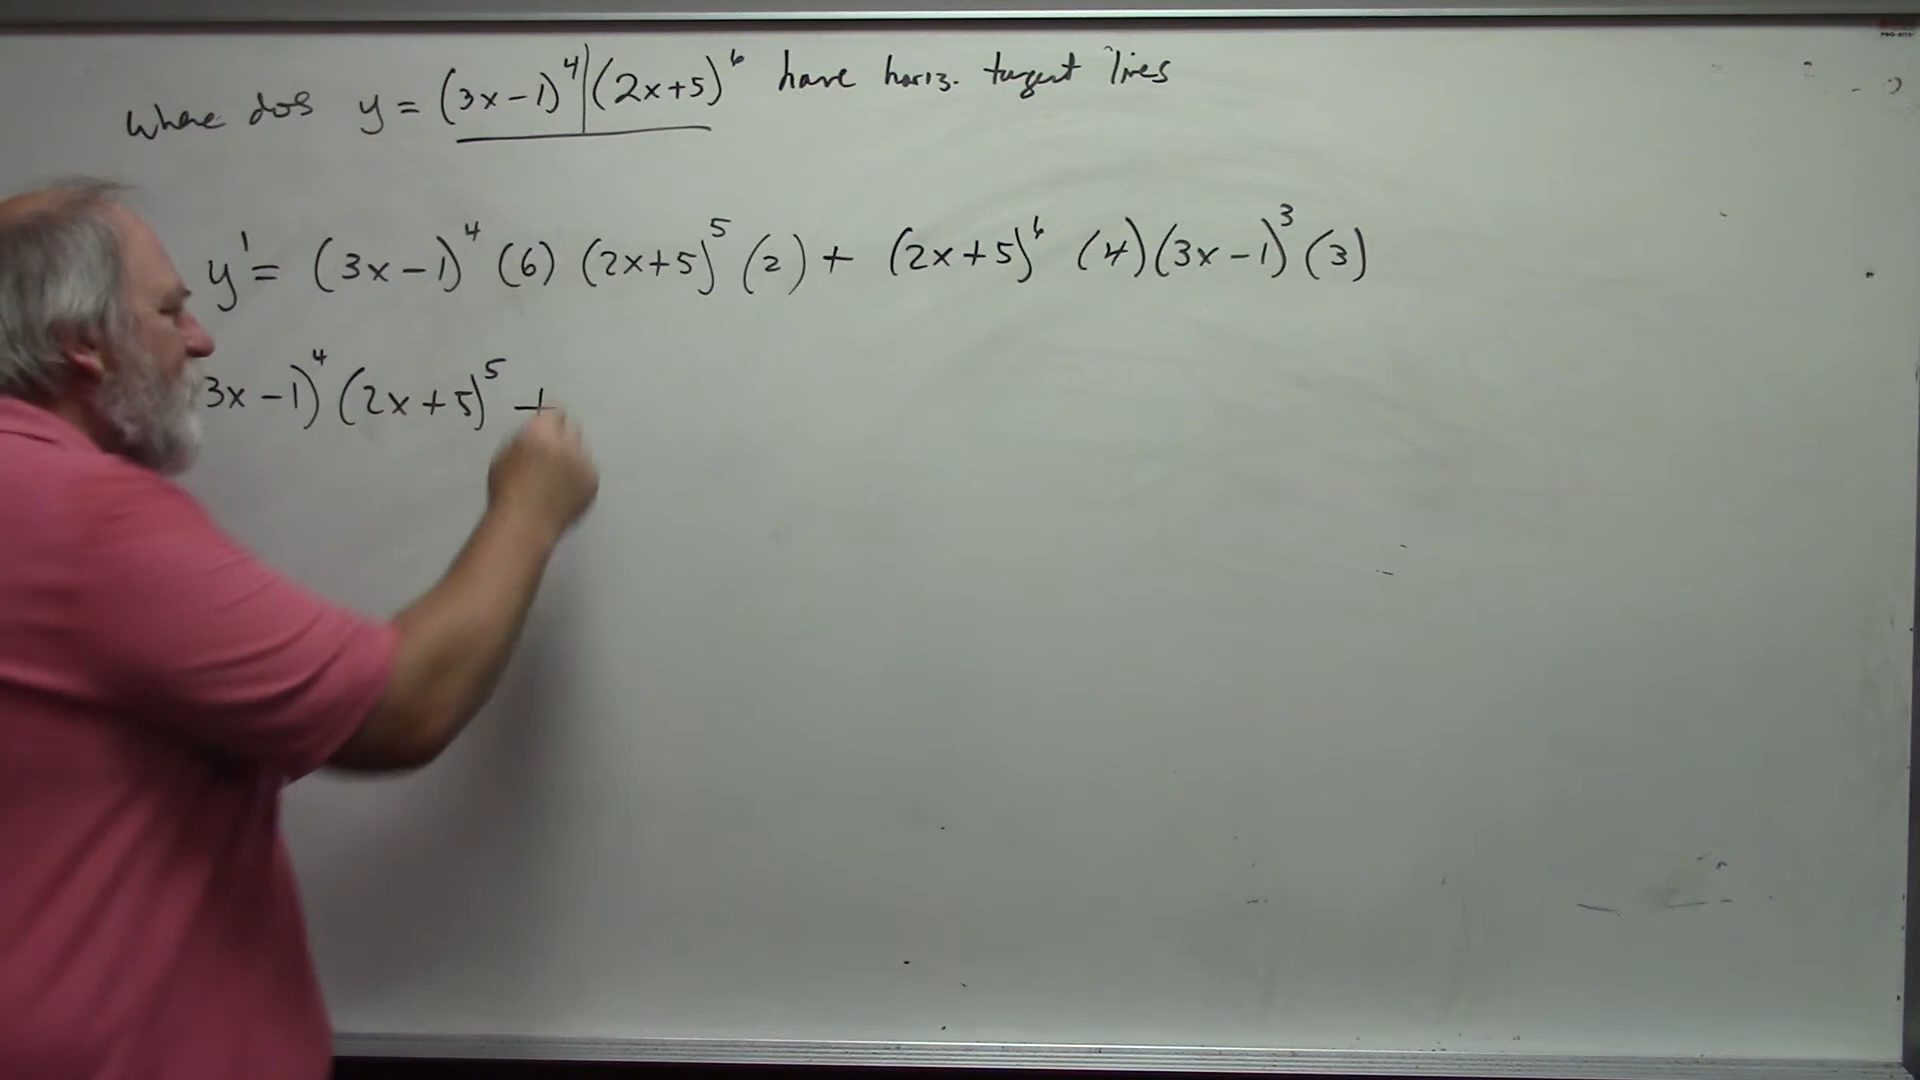 Where dos y = (3x-1)^4 | (2x+5)^6 have horiz. tangent lines
y' = (3x-1)^4 (6) (2x+5)^5 (2) + (2x+5)^6 (4)(3x-1)^3 (3)
3x-1)^4 (2x+5)^5 +